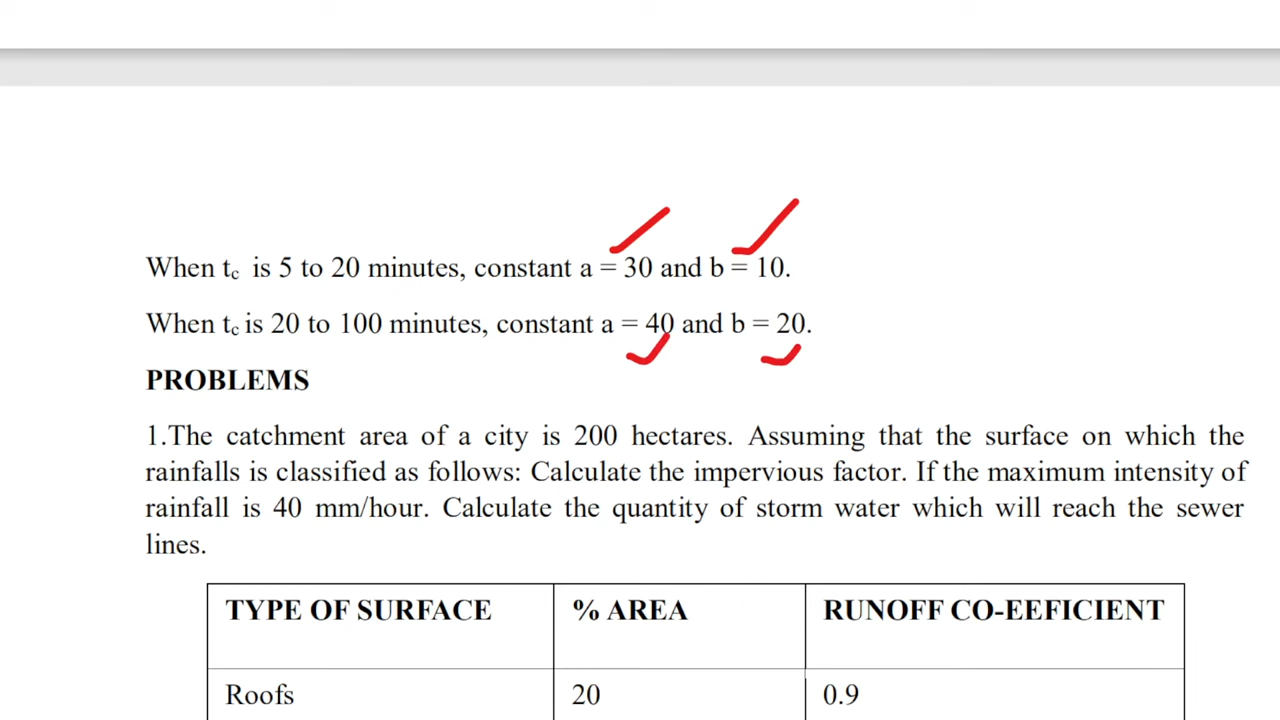 When tc is 5 to 20 minutes, constant a = 30 and b = 10.
When tc is 20 to 100 minutes, constant a = 40 and b = 20.
PROBLEMS
1.The catchment area of a city is 200 hectares. Assuming that the surface on which the
rainfalls is classified as follows: Calculate the impervious factor. If the maximum intensity of
rainfall is 40 mm/hour. Calculate the quantity of storm water which will reach the sewer
lines.
TYPE OF SURFACE % AREA RUNOFF CO-EEFICIENT
Roofs 20 0.9